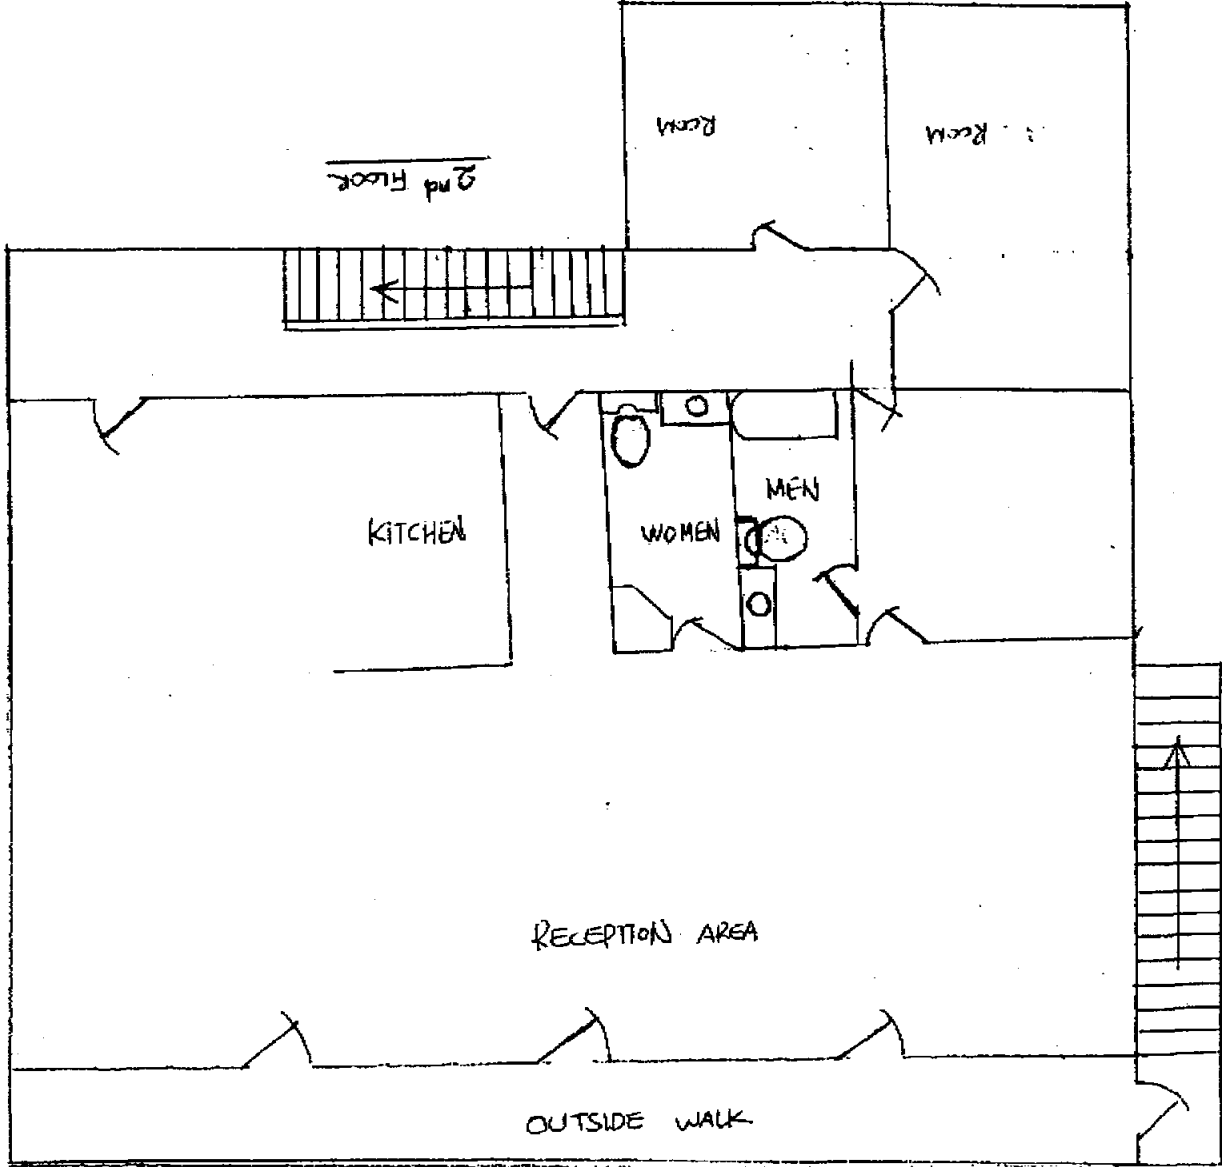 ROOM
ROOM
2nd FLOOR
MEN
KITCHEN
WOMEN
RECEPTION AREA
OUTSIDE WALK